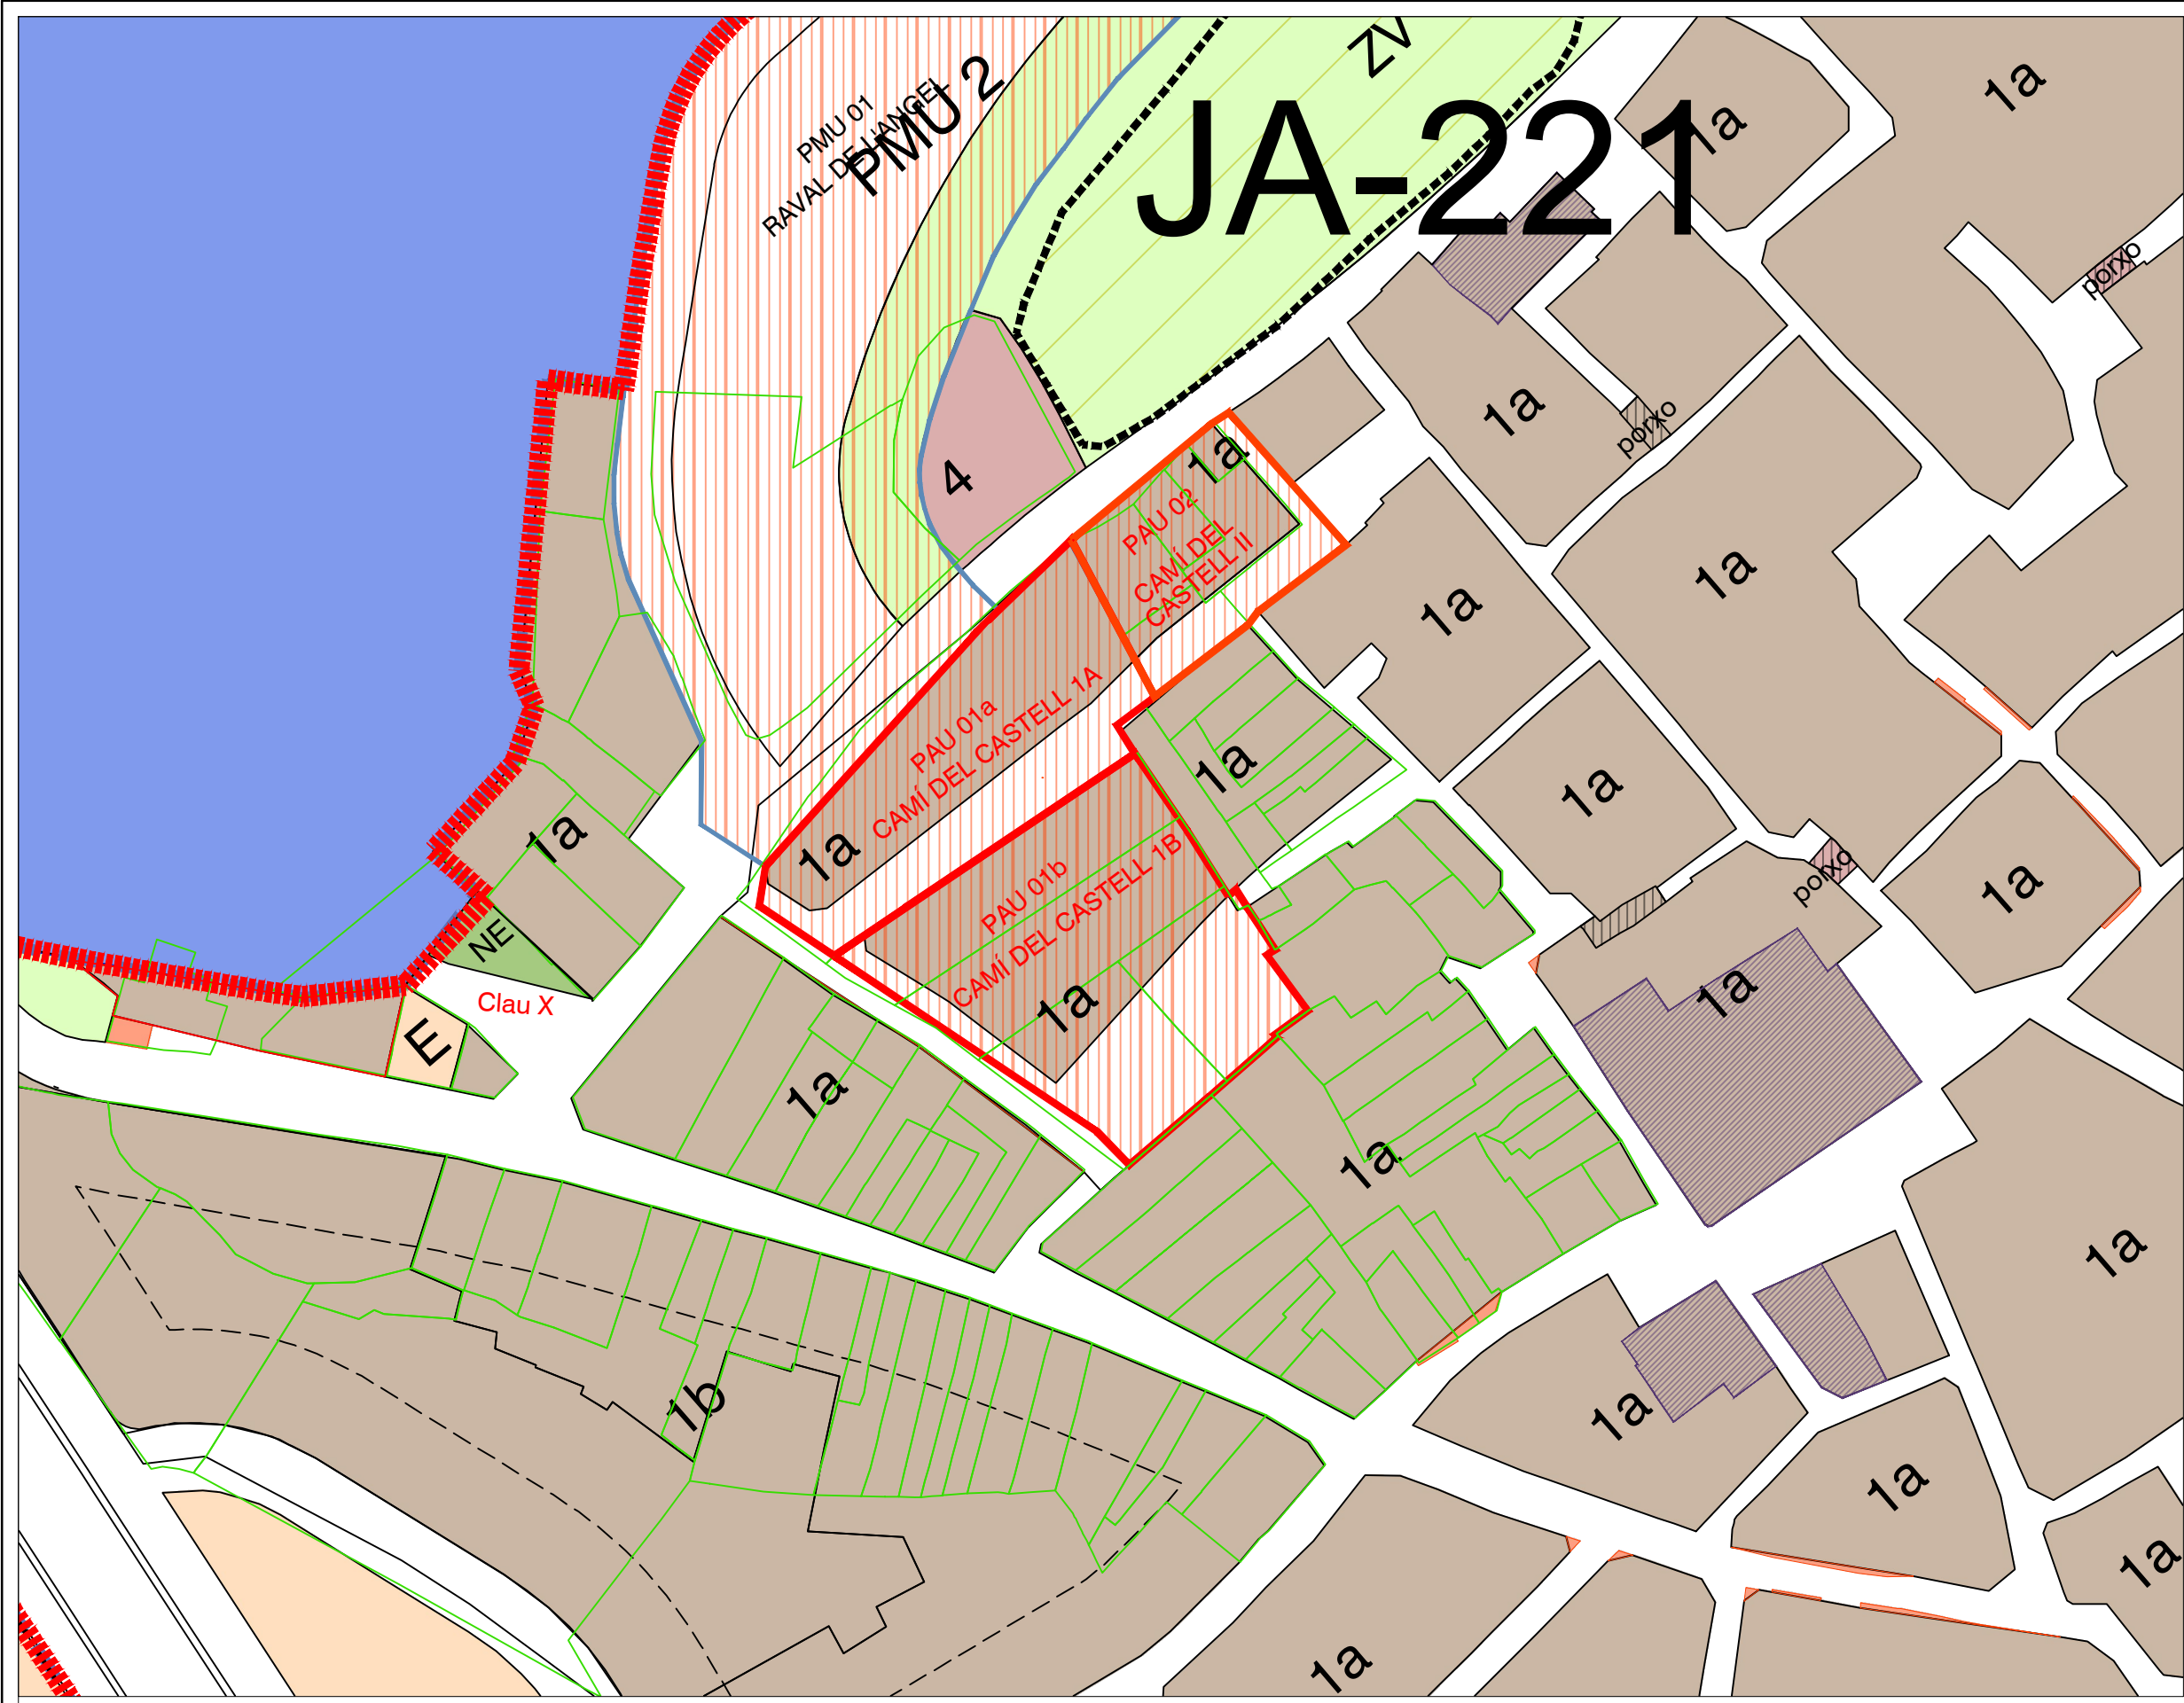 ZV
1a
PMU 01
RAVAL DE L'ANGEL
PMU 2
JA-221
1a
porxo
1a
porxo
4
1a
PAU 02
CAMÍ DEL
CASTELL II
1a
1a
PAU 01a
CAMÍ DEL CASTELL 1A
1a
1a
1a
1a
porxo
1a
PAU 01b
CAMÍ DEL CASTELL 1B
1a
NE
Clau X
E
1a
1a
1a
1a
1a
1b
1a
1a
1a
1a